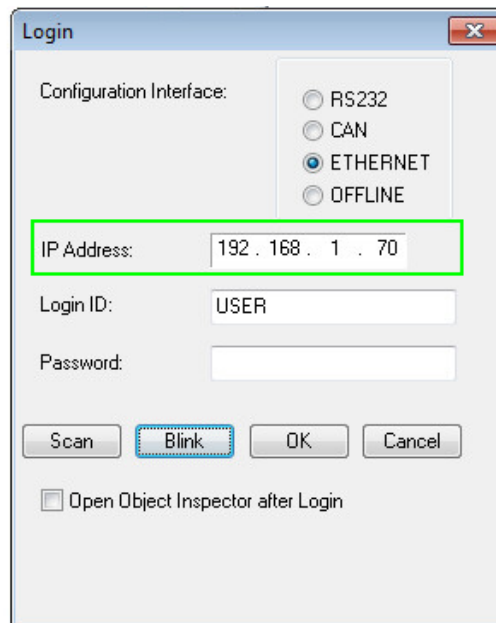 Login
Configuration Interface:
RS232
CAN
ETHERNET
OFFLINE
IP Address: 192 . 168 . 1 . 70
Login ID: USER
Password:
Scan Blink OK Cancel
Open Object Inspector after Login